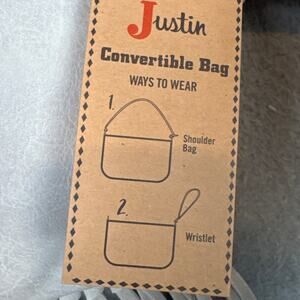 Justin
Convertible Bag
WAYS TO WEAR
1.
Shoulder
Bag
2.
Wristlet